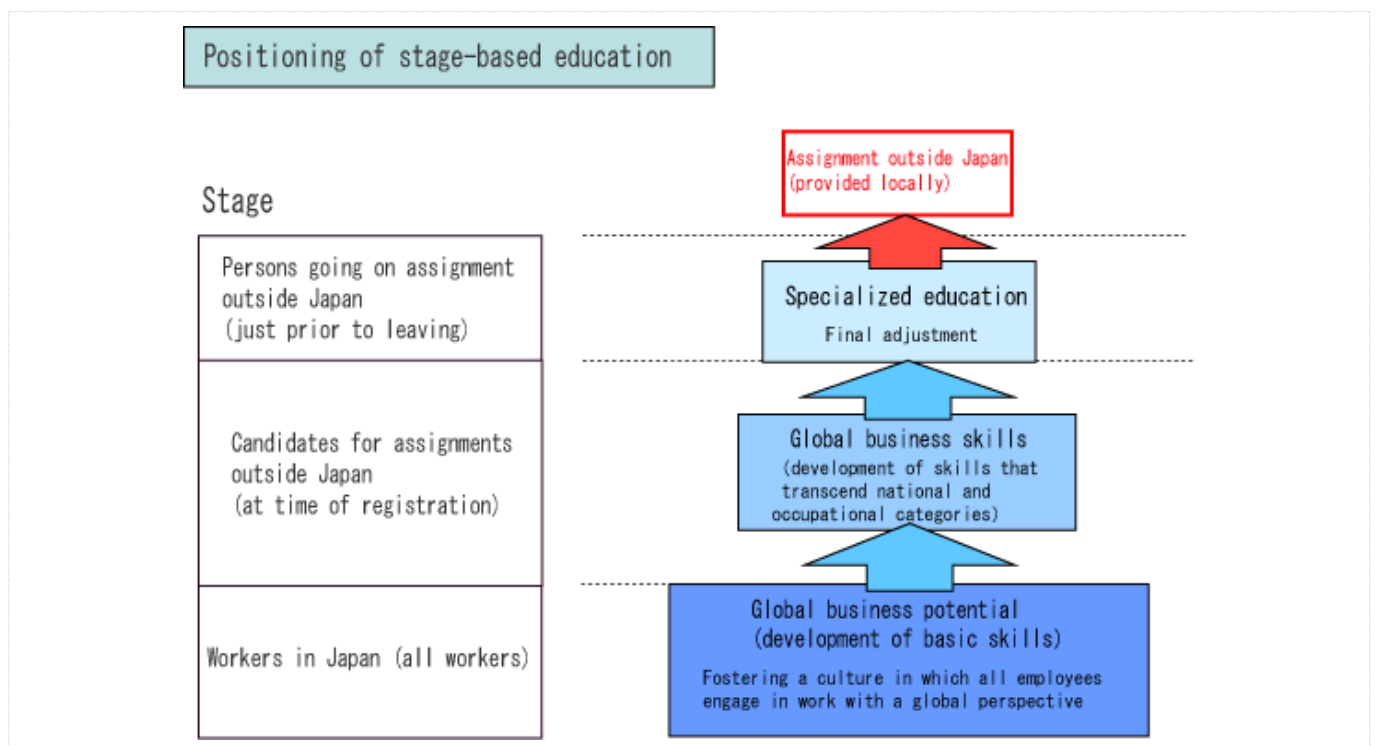 Positioning of stage-based education
Stage
Persons going on assignment
outside Japan
(just prior to leaving)
Candidates for assignments
outside Japan
(at time of registration)
Workers in Japan (all workers)
Assignment outside Japan
(provided locally)
Specialized education
Final adjustment
Global business skills
(development of skills that
transcend national and
occupational categories)
Global business potential
(development of basic skills)
Fostering a culture in which all employees
engage in work with a global perspective